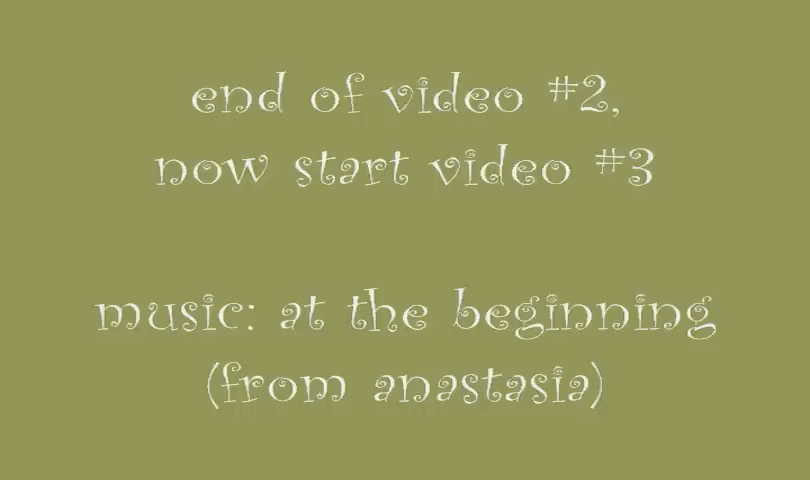 end of video #2,
now start video #3
music: at the beginning
(from anastasia)